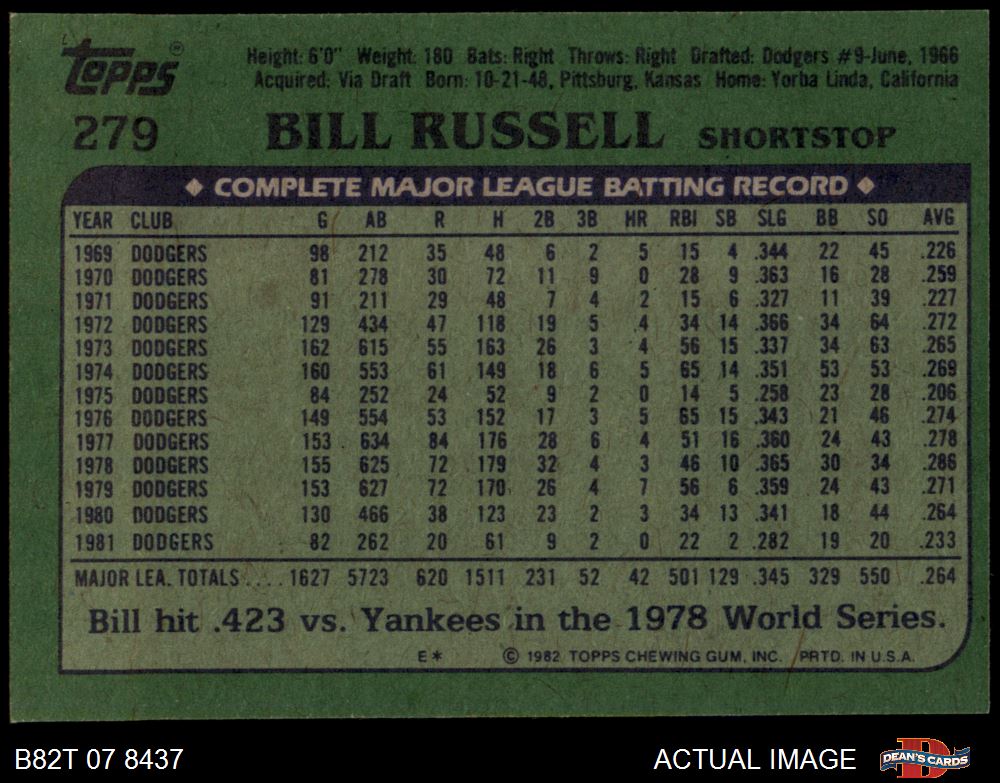 Topps®
Height: 6'0" Weight: 180 Bats: Right Throws: Right Drafted: Dodgers #9-June, 1966
Acquired: Via Draft Born: 10-21-48, Pittsburg, Kansas Home: Yorba Linda, California
279 BILL RUSSELL SHORTSTOP
◆ COMPLETE MAJOR LEAGUE BATTING RECORD ◆
YEAR CLUB G AB R H 2B 3B HR RBI SB SLG BB SO AVG
1969 DODGERS 98 212 35 48 6 2 5 15 4 .344 22 45 .226
1970 DODGERS 81 278 30 72 11 9 0 28 9 .363 16 28 .259
1971 DODGERS 91 211 29 48 7 4 2 15 6 .327 11 39 .227
1972 DODGERS 129 434 47 118 19 5 4 34 14 .366 34 64 .272
1973 DODGERS 162 615 55 163 26 3 4 56 15 .337 34 63 .265
1974 DODGERS 160 553 61 149 18 6 5 65 14 .351 53 53 .269
1975 DODGERS 84 252 24 52 9 2 0 14 5 .258 23 28 .206
1976 DODGERS 149 554 53 152 17 3 5 65 15 .343 21 46 .274
1977 DODGERS 153 634 84 176 28 6 4 51 16 .360 24 43 .278
1978 DODGERS 155 625 72 179 32 4 3 46 10 .365 30 34 .286
1979 DODGERS 153 627 72 170 26 4 7 56 6 .359 24 43 .271
1980 DODGERS 130 466 38 123 23 2 3 34 13 .341 18 44 .264
1981 DODGERS 82 262 20 61 9 2 0 22 2 .282 19 20 .233
MAJOR LEA. TOTALS .... 1627 5723 620 1511 231 52 42 501 129 .345 329 550 .264
Bill hit .423 vs. Yankees in the 1978 World Series.
E* © 1982 TOPPS CHEWING GUM, INC. PRTD. IN U.S.A.
B82T 07 8437 ACTUAL IMAGE D DEAN'S CARDS